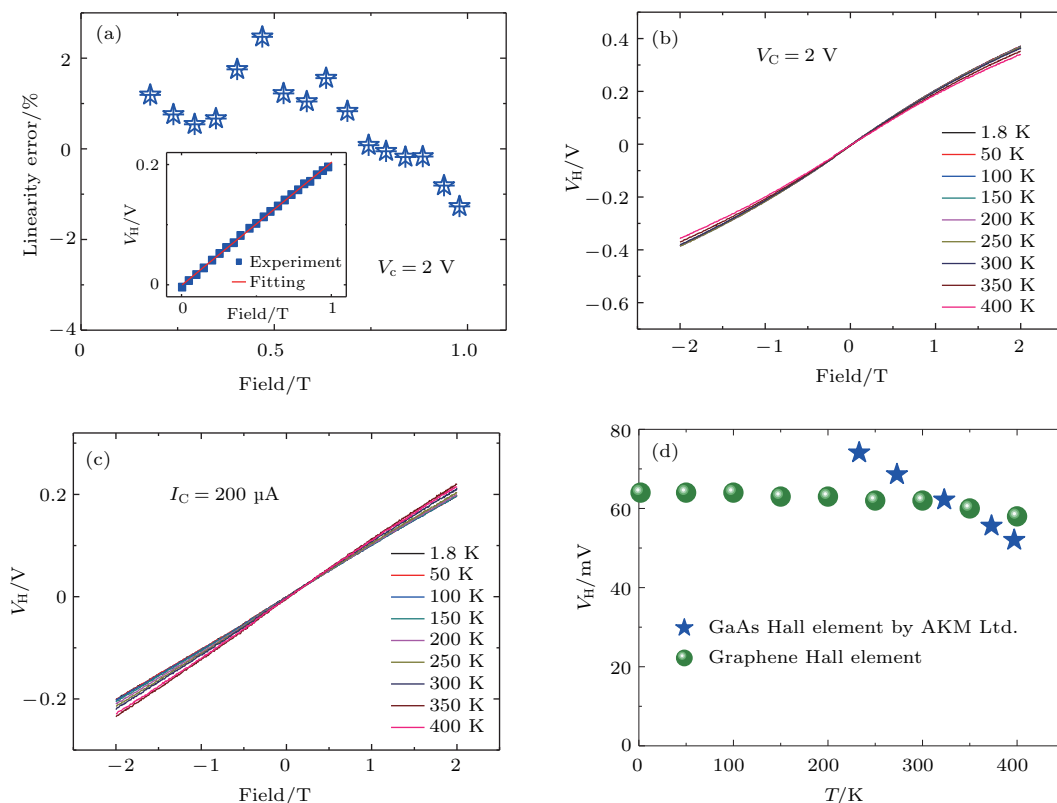 (a)
2
0
−2
−4
Linearity error/%
0
0.5
1.0
Field/T
V_c = 2 V
0.2
0
V_H/V
0
1
Field/T
Experiment
Fitting
(b)
V_C = 2 V
0.4
0.2
0
−0.2
−0.4
−0.6
V_H/V
−2
−1
0
1
2
Field/T
1.8 K
50 K
100 K
150 K
200 K
250 K
300 K
350 K
400 K
(c)
I_C = 200 µA
0.2
0
−0.2
V_H/V
−2
−1
0
1
2
Field/T
1.8 K
50 K
100 K
150 K
200 K
250 K
300 K
350 K
400 K
(d)
80
60
40
20
0
V_H/mV
0
100
200
300
400
T/K
GaAs Hall element by AKM Ltd.
Graphene Hall element